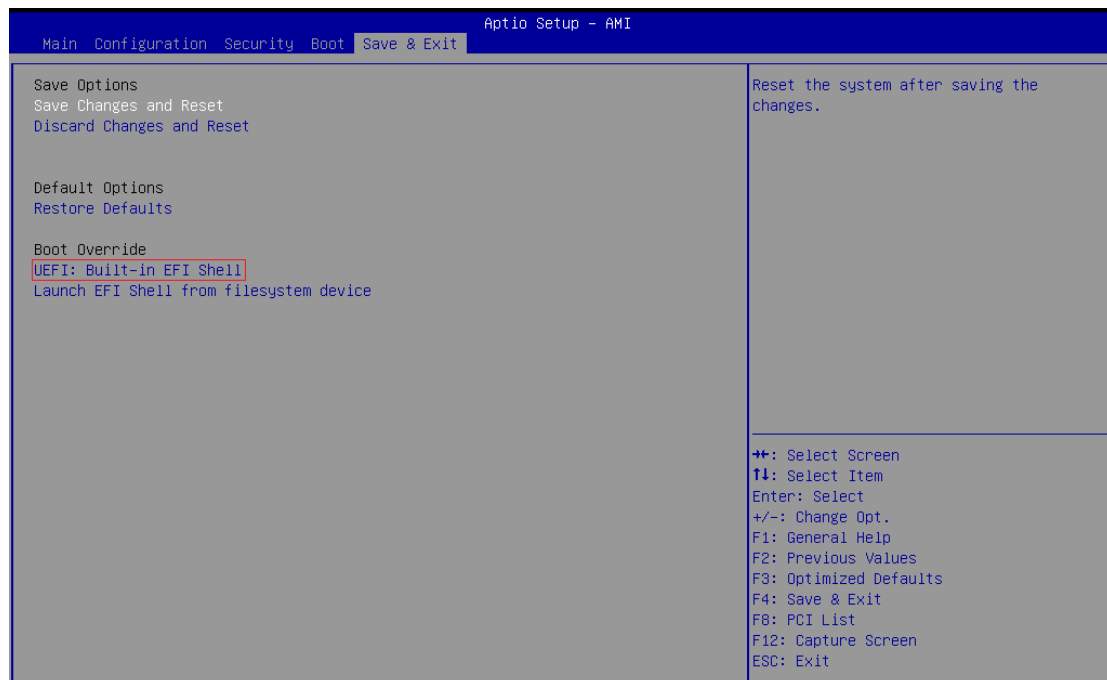 Aptio Setup - AMI
Main Configuration Security Boot Save & Exit
Save Options
Save Changes and Reset
Discard Changes and Reset
Default Options
Restore Defaults
Boot Override
UEFI: Built-in EFI Shell
Launch EFI Shell from filesystem device
Reset the system after saving the
changes.
→←: Select Screen
↑↓: Select Item
Enter: Select
+/-: Change Opt.
F1: General Help
F2: Previous Values
F3: Optimized Defaults
F4: Save & Exit
F8: PCI List
F12: Capture Screen
ESC: Exit